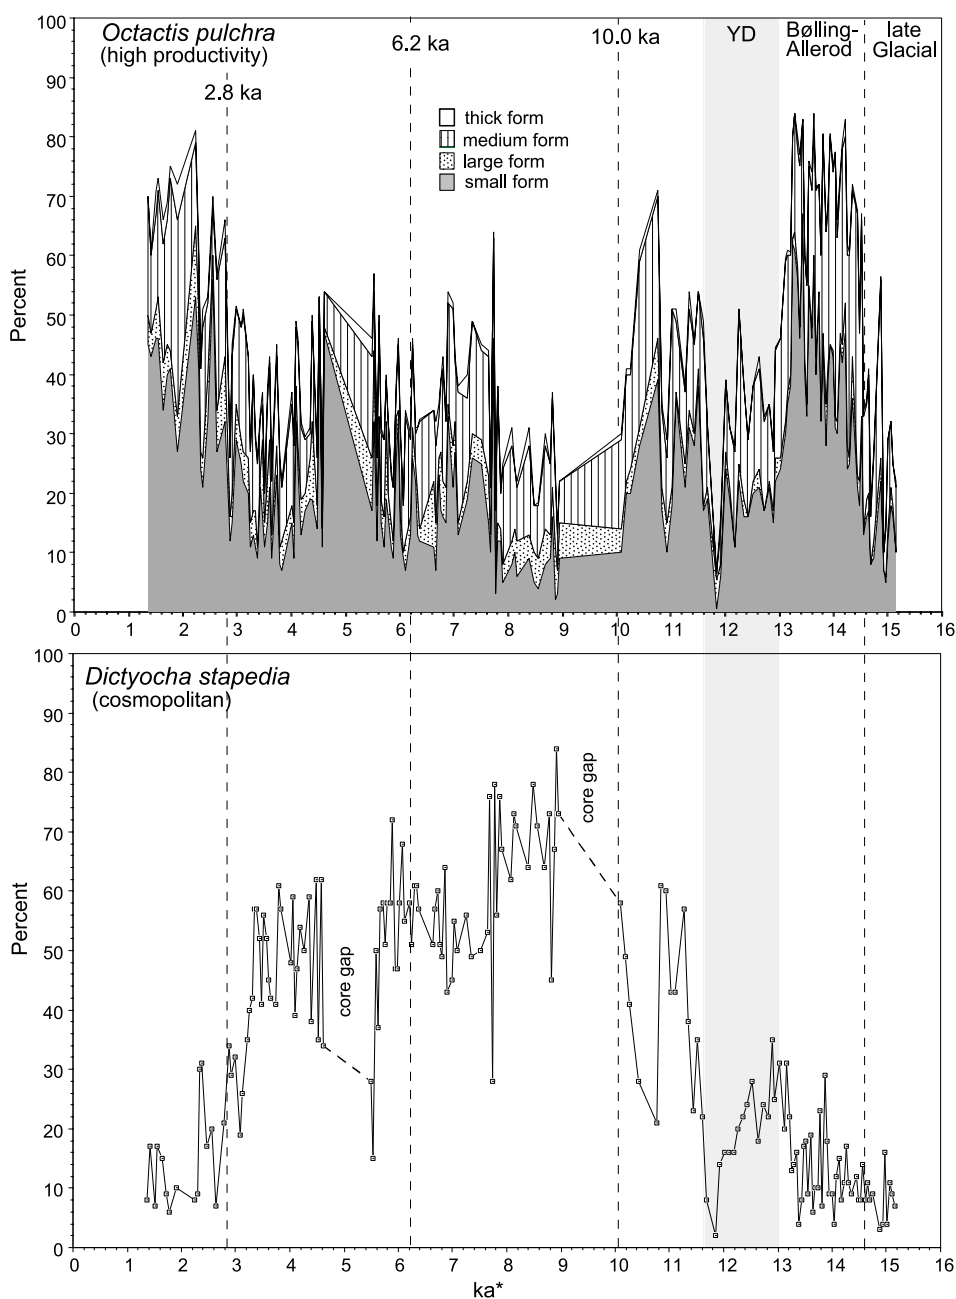 Octactis pulchra
(high productivity)
2.8 ka
6.2 ka
10.0 ka
YD
Bølling-
Allerod
late
Glacial
thick form
medium form
large form
small form
Percent
100
90
80
70
60
50
40
30
20
10
0
0 1 2 3 4 5 6 7 8 9 10 11 12 13 14 15 16
Dictyocha stapedia
(cosmopolitan)
core gap
core gap
Percent
100
90
80
70
60
50
40
30
20
10
0
0 1 2 3 4 5 6 7 8 9 10 11 12 13 14 15 16
ka*